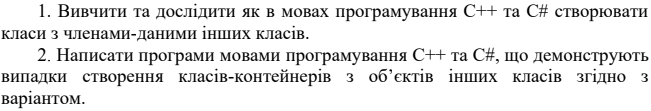 1. Вивчити та дослідити як в мовах програмування C++ та C# створювати
класи з членами-даними інших класів.
2. Написати програми мовами програмування C++ та C#, що демонструють
випадки створення класів-контейнерів з об’єктів інших класів згідно з
варіантом.